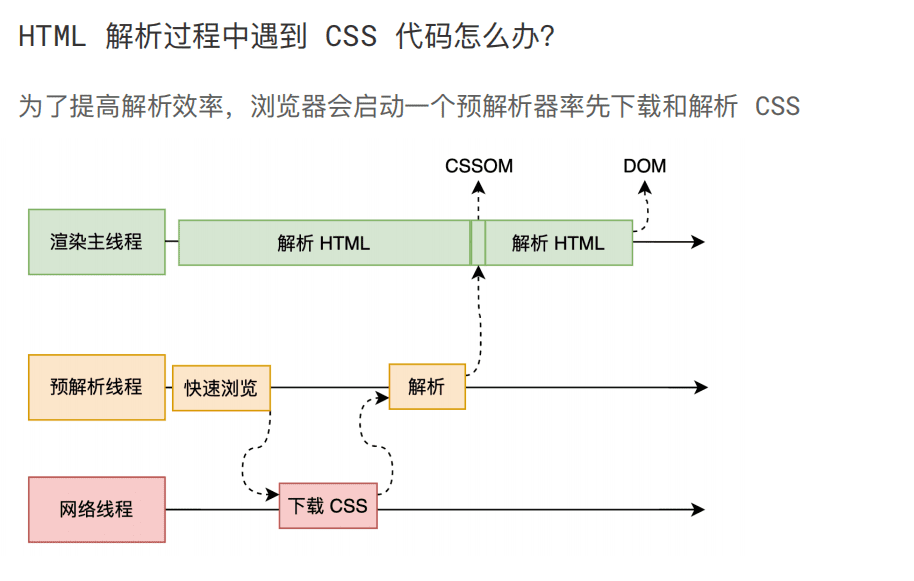 HTML 解析过程中遇到 CSS 代码怎么办?
为了提高解析效率，浏览器会启动一个预解析器率先下载和解析 CSS
CSSOM
DOM
渲染主线程
解析 HTML
解析 HTML
预解析线程
快速浏览
解析
网络线程
下载 CSS